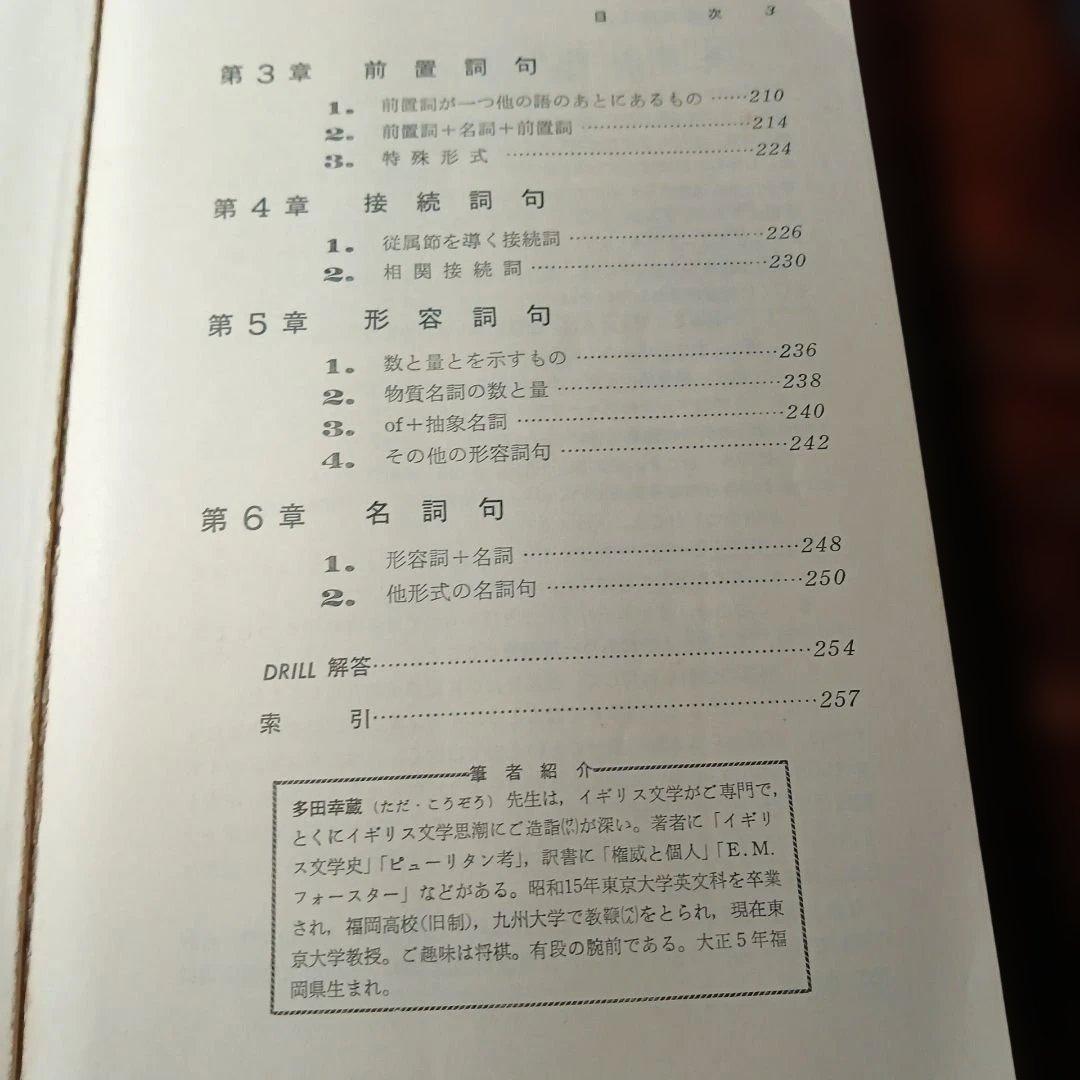 目　次　3
第3章　前置詞句
1. 前置詞が一つ他の語のあとにあるもの……210
2. 前置詞＋名詞＋前置詞……214
3. 特殊形式……224
第4章　接続詞句
1. 従属節を導く接続詞……226
2. 相関接続詞……230
第5章　形容詞句
1. 数と量とを示すもの……236
2. 物質名詞の数と量……238
3. of＋抽象名詞……240
4. その他の形容詞句……242
第6章　名詞句
1. 形容詞＋名詞……248
2. 他形式の名詞句……250
DRILL 解答……254
索　引……257
筆者紹介
多田幸蔵（ただ・こうぞう）先生は，イギリス文学がご専門で，
とくにイギリス文学思潮にご造詣(ぞうけい)が深い。著者に「イギリ
ス文学史」「ピューリタン考」，訳書に「権威と個人」「E.M.
フォースター」などがある。昭和15年東京大学英文科を卒業
され，福岡高校(旧制)，九州大学で教鞭(べん)をとられ，現在東
京大学教授。ご趣味は将棋。有段の腕前である。大正5年福
岡県生まれ。